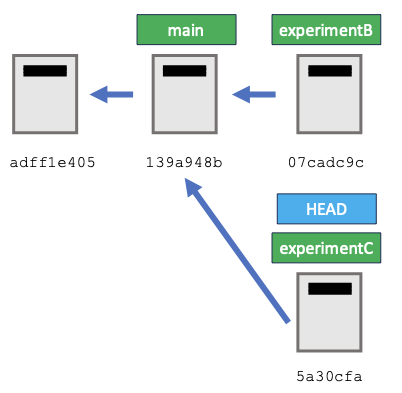 main
experimentB
adff1e405
139a948b
07cadc9c
HEAD
experimentC
5a30cfa